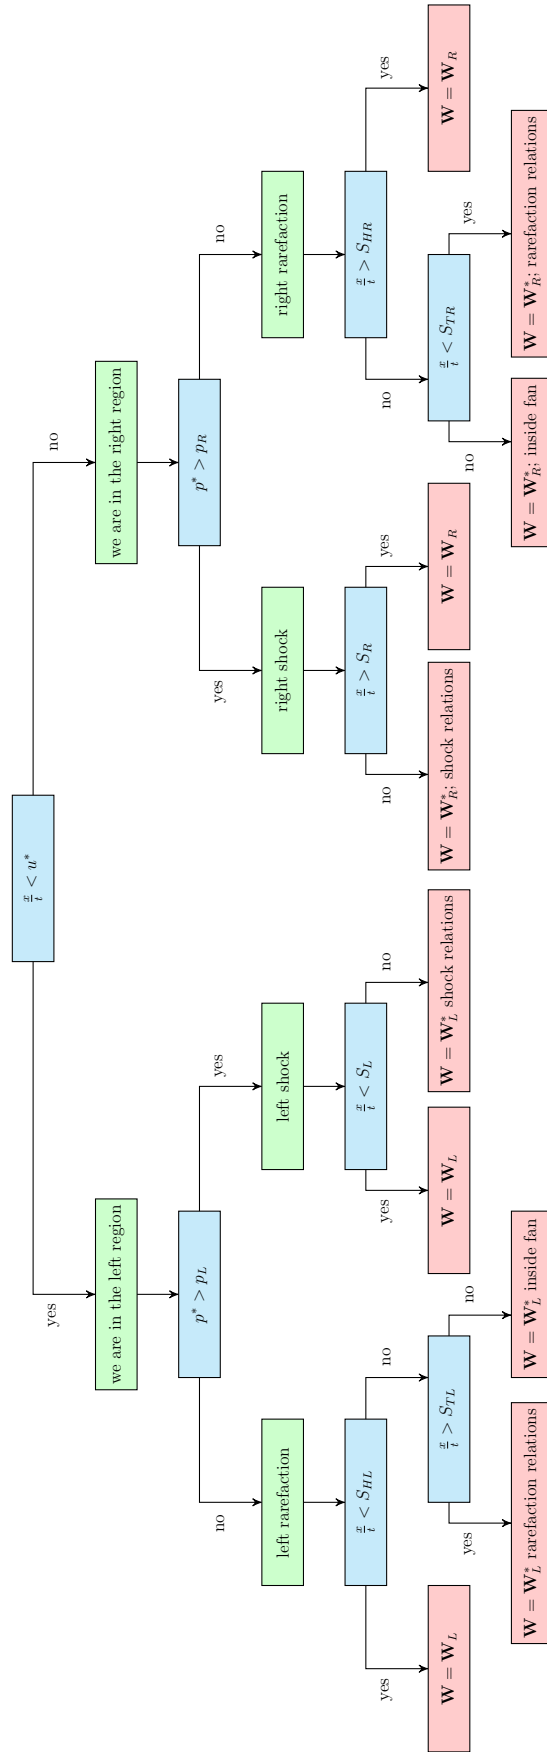 x/t < u*
yes
no
we are in the left region
we are in the right region
p* > p_L
p* > p_R
no
yes
yes
no
left rarefaction
left shock
right shock
right rarefaction
x/t < S_HL
x/t < S_L
x/t > S_R
x/t > S_HR
yes
no
yes
no
no
yes
no
yes
W = W_L
x/t > S_TL
W = W_L
W = W*_L shock relations
W = W*_R; shock relations
W = W_R
x/t < S_TR
W = W_R
yes
no
no
yes
W = W*_L rarefaction relations
W = W*_L inside fan
W = W*_R; inside fan
W = W*_R; rarefaction relations